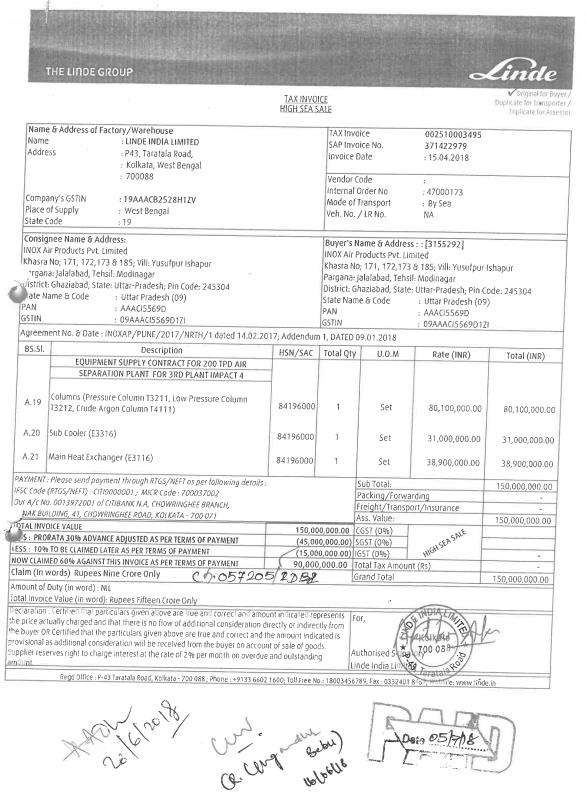 THE LINDE GROUP
Linde
TAX INVOICE
HIGH SEA SALE
Original for Buyer /
Duplicate for transporter /
Triplicate for Assessor
Name & Address of Factory/Warehouse
Name : LINDE INDIA LIMITED
Address : P43, Taratala Road,
: Kolkata, West Bengal
: 700088
Company's GSTIN : 19AAACB2528H1ZV
Place of Supply : West Bengal
State Code : 19
TAX Invoice 002510003495
SAP Invoice No. 371422979
Invoice Date : 15.04.2018
Vendor Code :
Internal Order No : 47000173
Mode of Transport : By Sea
Veh. No. / LR No. NA
Consignee Name & Address:
INOX Air Products Pvt. Limited
Khasra No; 171, 172,173 & 185; Vill: Yusufpur Ishapur
Pargana: Jalalabad, Tehsil: Modinagar
District: Ghaziabad, State: Uttar-Pradesh; Pin Code: 245304
State Name & Code : Uttar Pradesh (09)
PAN : AAACI5569D
GSTIN : 09AAACI5569D1ZI
Buyer's Name & Address : : [3155292]
INOX Air Products Pvt. Limited
Khasra No; 171, 172,173 & 185; Vill: Yusufpur Ishapur
Pargana: Jalalabad, Tehsil: Modinagar
District: Ghaziabad, State: Uttar-Pradesh; Pin Code: 245304
State Name & Code : Uttar Pradesh (09)
PAN : AAACI5569D
GSTIN : 09AAACI5569D1ZI
Agreement No. & Date : INOXAP/PUNE/2017/NRTH/1 dated 14.02.2017; Addendum 1, DATED 09.01.2018
BS.Sl. Description HSN/SAC Total Qty U.O.M Rate (INR) Total (INR)
EQUIPMENT SUPPLY CONTRACT FOR 200 TPD AIR
SEPARATION PLANT FOR 3RD PLANT IMPACT 4
A.19 Columns (Pressure Column T3211, Low Pressure Column
T3212, Crude Argon Column T4111) 84196000 1 Set 80,100,000.00 80,100,000.00
A.20 Sub Cooler (E3316) 84196000 1 Set 31,000,000.00 31,000,000.00
A.21 Main Heat Exchanger (E3116) 84196000 1 Set 38,900,000.00 38,900,000.00
PAYMENT : Please send payment through RTGS/NEFT as per following details :
IFSC Code (RTGS/NEFT) : CITI0000001 ; MICR Code : 700037002
Our A/c No. 0013972001 of CITIBANK N.A, CHOWRINGHEE BRANCH,
NAK BUILDING, 41, CHOWRINGHEE ROAD, KOLKATA - 700 071
Sub Total: 150,000,000.00
Packing/Forwarding -
Freight/Transport/Insurance -
Ass. Value: 150,000,000.00
TOTAL INVOICE VALUE 150,000,000.00 CGST (0%) -
LESS : PRORATA 30% ADVANCE ADJUSTED AS PER TERMS OF PAYMENT (45,000,000.00) SGST (0%) HIGH SEA SALE -
LESS : 10% TO BE CLAIMED LATER AS PER TERMS OF PAYMENT (15,000,000.00) IGST (0%) -
NOW CLAIMED 60% AGAINST THIS INVOICE AS PER TERMS OF PAYMENT 90,000,000.00 Total Tax Amount (Rs) -
Claim (In Words) Rupees Nine Crore Only Grand Total 150,000,000.00
Amount of Duty (in word) : NIL
Total Invoice Value (in word): Rupees Fifteen Crore Only
Declaration : Certified that particulars given above are true and correct and amount indicated represents
the price actually charged and that there is no flow of additional consideration directly or indirectly from
the buyer OR Certified that the particulars given above are true and correct and the amount indicated is
provisional as additional consideration will be received from the buyer on account of sale of goods.
Supplier reserves right to charge interest at the rate of 2% per month on overdue and outstanding
amount.
For,
LINDE INDIA LIMITED
700 088
P-43 Taratala Road
Authorised
Linde India
Regd Office : P-43 Taratala Road, Kolkata - 700 088; Phone : +9133 6602 1600; Toll Free No : 18003456789, Fax : 0332401 website: www.linde.in
20/6/2018
16/06/18
PAID
Date 05/7/18